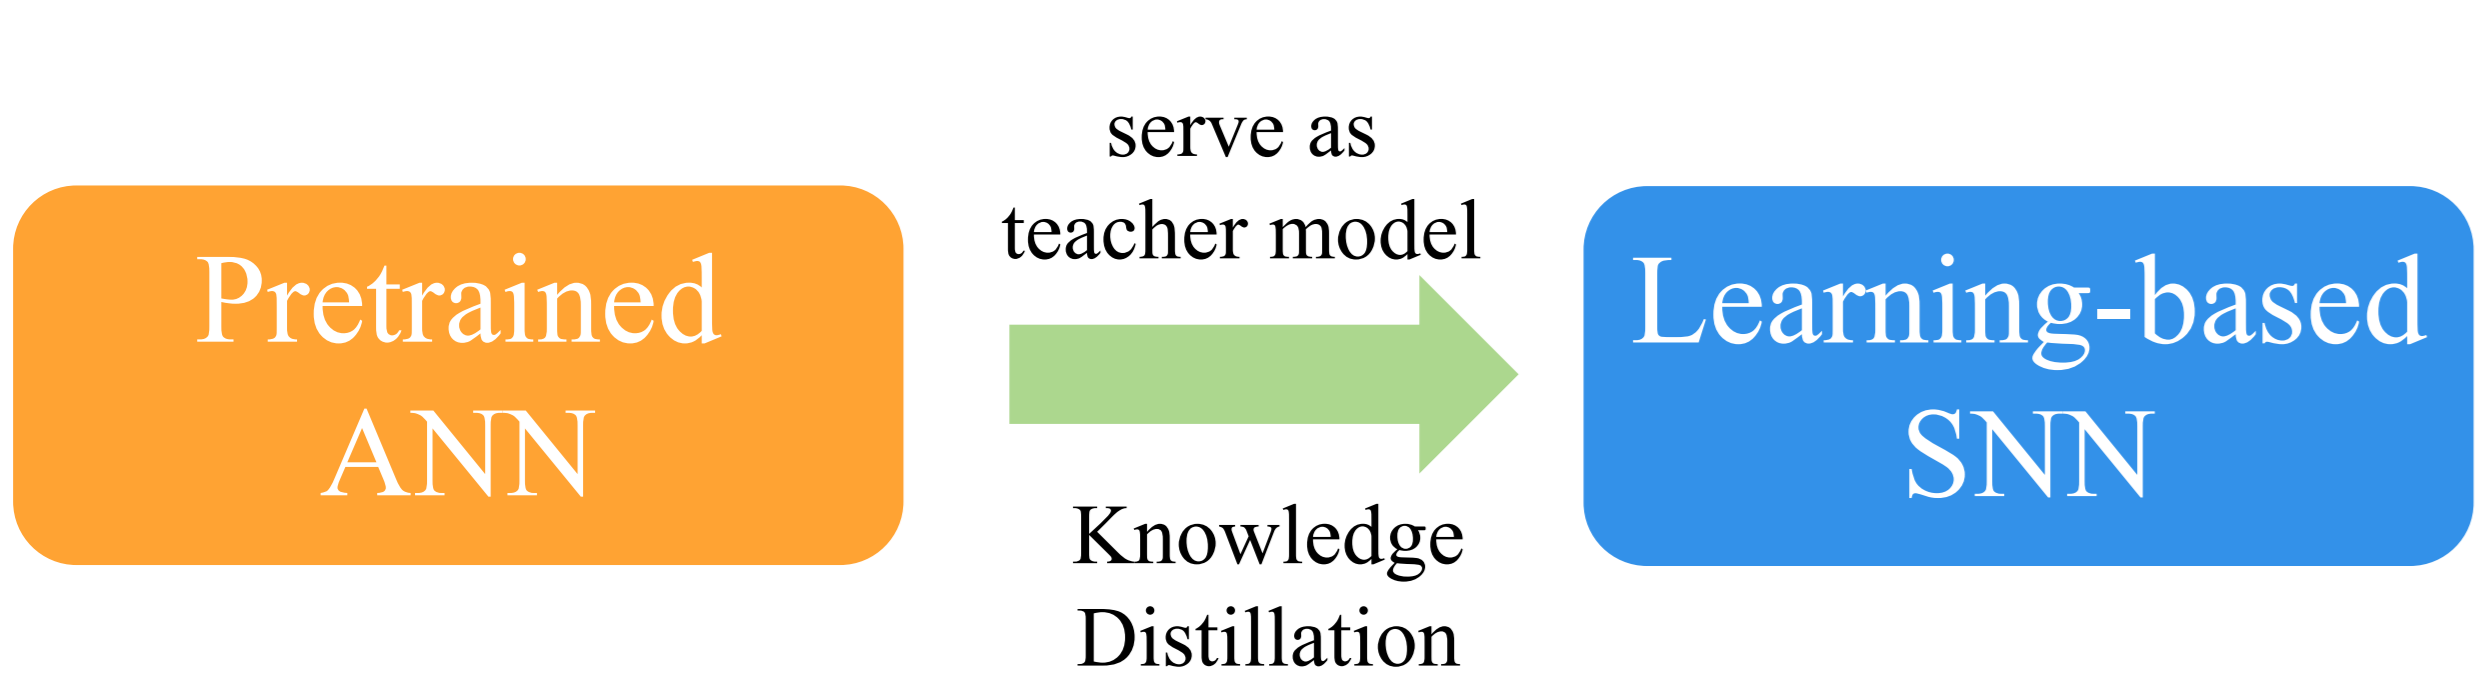 Pretrained
ANN
serve as
teacher model
Knowledge
Distillation
Learning-based
SNN